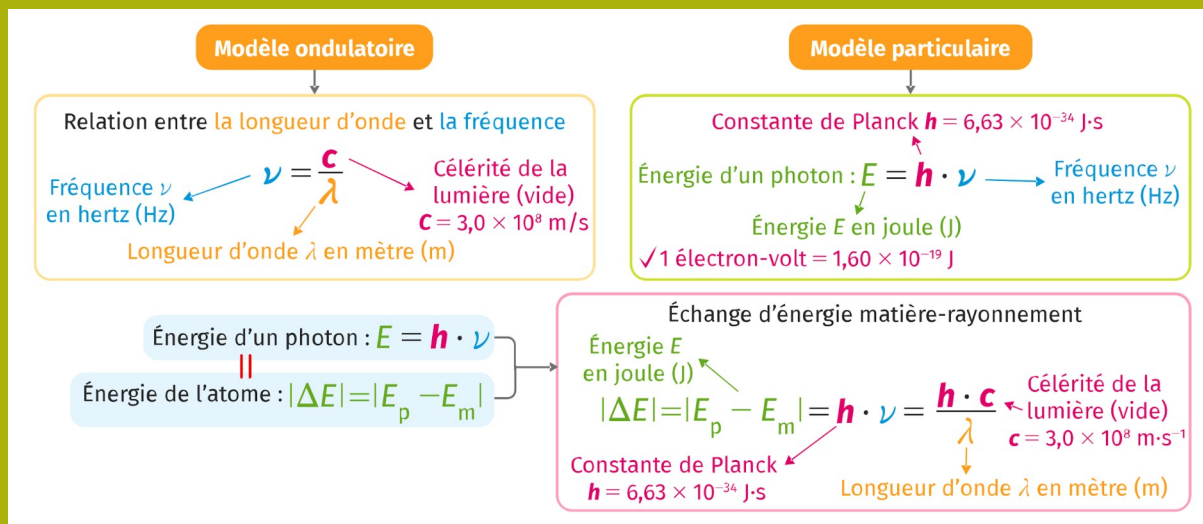 Modèle ondulatoire
Relation entre la longueur d'onde et la fréquence
ν = c/λ
Fréquence ν
en hertz (Hz)
Célérité de la
lumière (vide)
c = 3,0 × 10⁸ m/s
Longueur d'onde λ en mètre (m)
Modèle particulaire
Constante de Planck h = 6,63 × 10⁻³⁴ J·s
Énergie d'un photon : E = h · ν
Fréquence ν
en hertz (Hz)
Énergie E en joule (J)
✓1 électron-volt = 1,60 × 10⁻¹⁹ J
Énergie d'un photon : E = h · ν
=
Énergie de l'atome : |ΔE|=|Eₚ − Eₘ|
Échange d'énergie matière-rayonnement
Énergie E
en joule (J)
|ΔE|=|Eₚ − Eₘ| = h · ν = h · c/λ
Célérité de la
lumière (vide)
c = 3,0 × 10⁸ m·s⁻¹
Constante de Planck
h = 6,63 × 10⁻³⁴ J·s
Longueur d'onde λ en mètre (m)